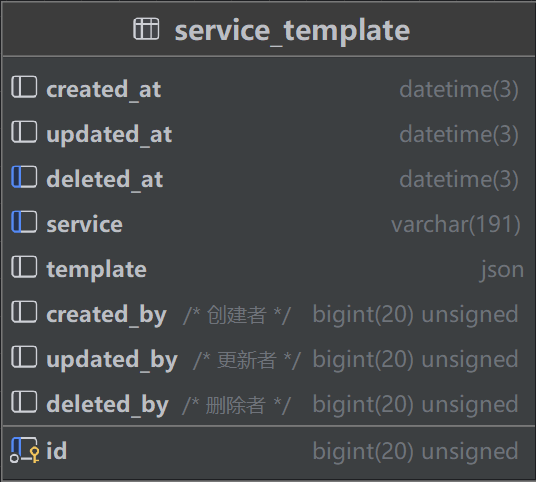 service_template
created_at datetime(3)
updated_at datetime(3)
deleted_at datetime(3)
service varchar(191)
template json
created_by /* 创建者 */ bigint(20) unsigned
updated_by /* 更新者 */ bigint(20) unsigned
deleted_by /* 删除者 */ bigint(20) unsigned
id bigint(20) unsigned